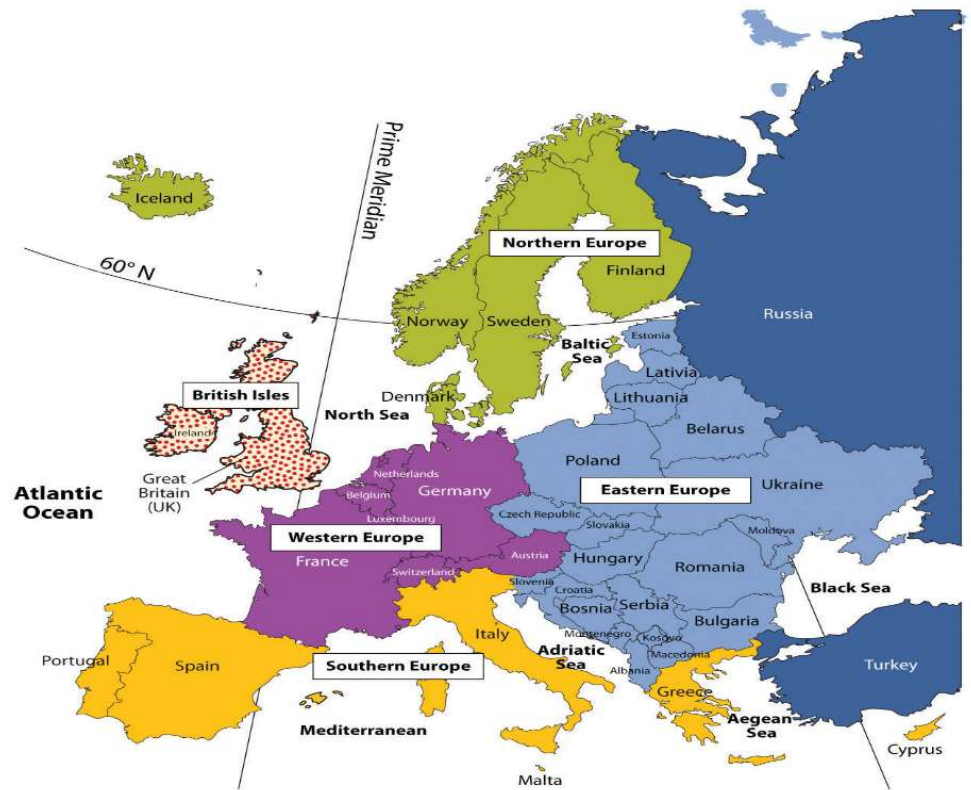 Iceland
Prime Meridian
60° N
Northern Europe
Finland
Norway
Sweden
Russia
Estonia
Baltic
Sea
Lativia
Lithuania
Denmark
British Isles
North Sea
Belarus
Ireland
Great
Britain
(UK)
Netherlands
Poland
Belgium
Germany
Eastern Europe
Ukraine
Atlantic
Ocean
Luxembourg
Czech Republic
Slovakia
Moldova
Western Europe
France
Austria
Hungary
Switzerland
Romania
Slovenia
Croatia
Black Sea
Bosnia
Serbia
Bulgaria
Italy
Montenegro
Kosovo
Adriatic
Sea
Macedonia
Portugal
Spain
Southern Europe
Albania
Turkey
Greece
Mediterranean
Aegean
Sea
Cyprus
Malta